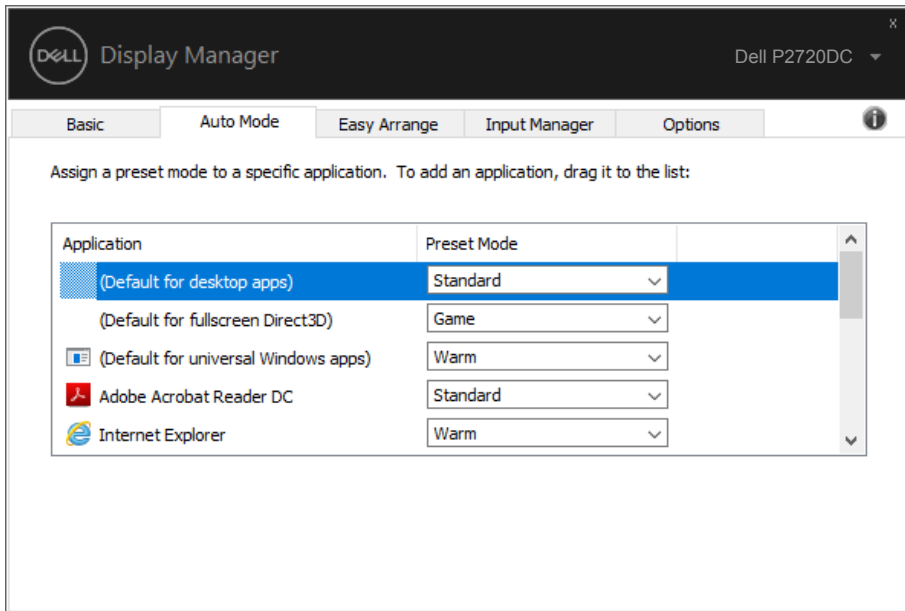 x
DELL Display Manager
Dell P2720DC
Basic Auto Mode Easy Arrange Input Manager Options
Assign a preset mode to a specific application. To add an application, drag it to the list:
Application Preset Mode
(Default for desktop apps) Standard
(Default for fullscreen Direct3D) Game
(Default for universal Windows apps) Warm
Adobe Acrobat Reader DC Standard
Internet Explorer Warm